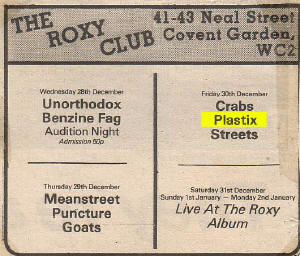 THE ROXY CLUB
41-43 Neal Street
Covent Garden,
WC2
Wednesday 28th December
Unorthodox
Benzine Fag
Audition Night
Admission 50p
Thursday 29th December
Meanstreet
Puncture
Goats
Friday 30th December
Crabs
Plastix
Streets
Saturday 31st December
Sunday 1st January — Monday 2nd January
Live At The Roxy
Album